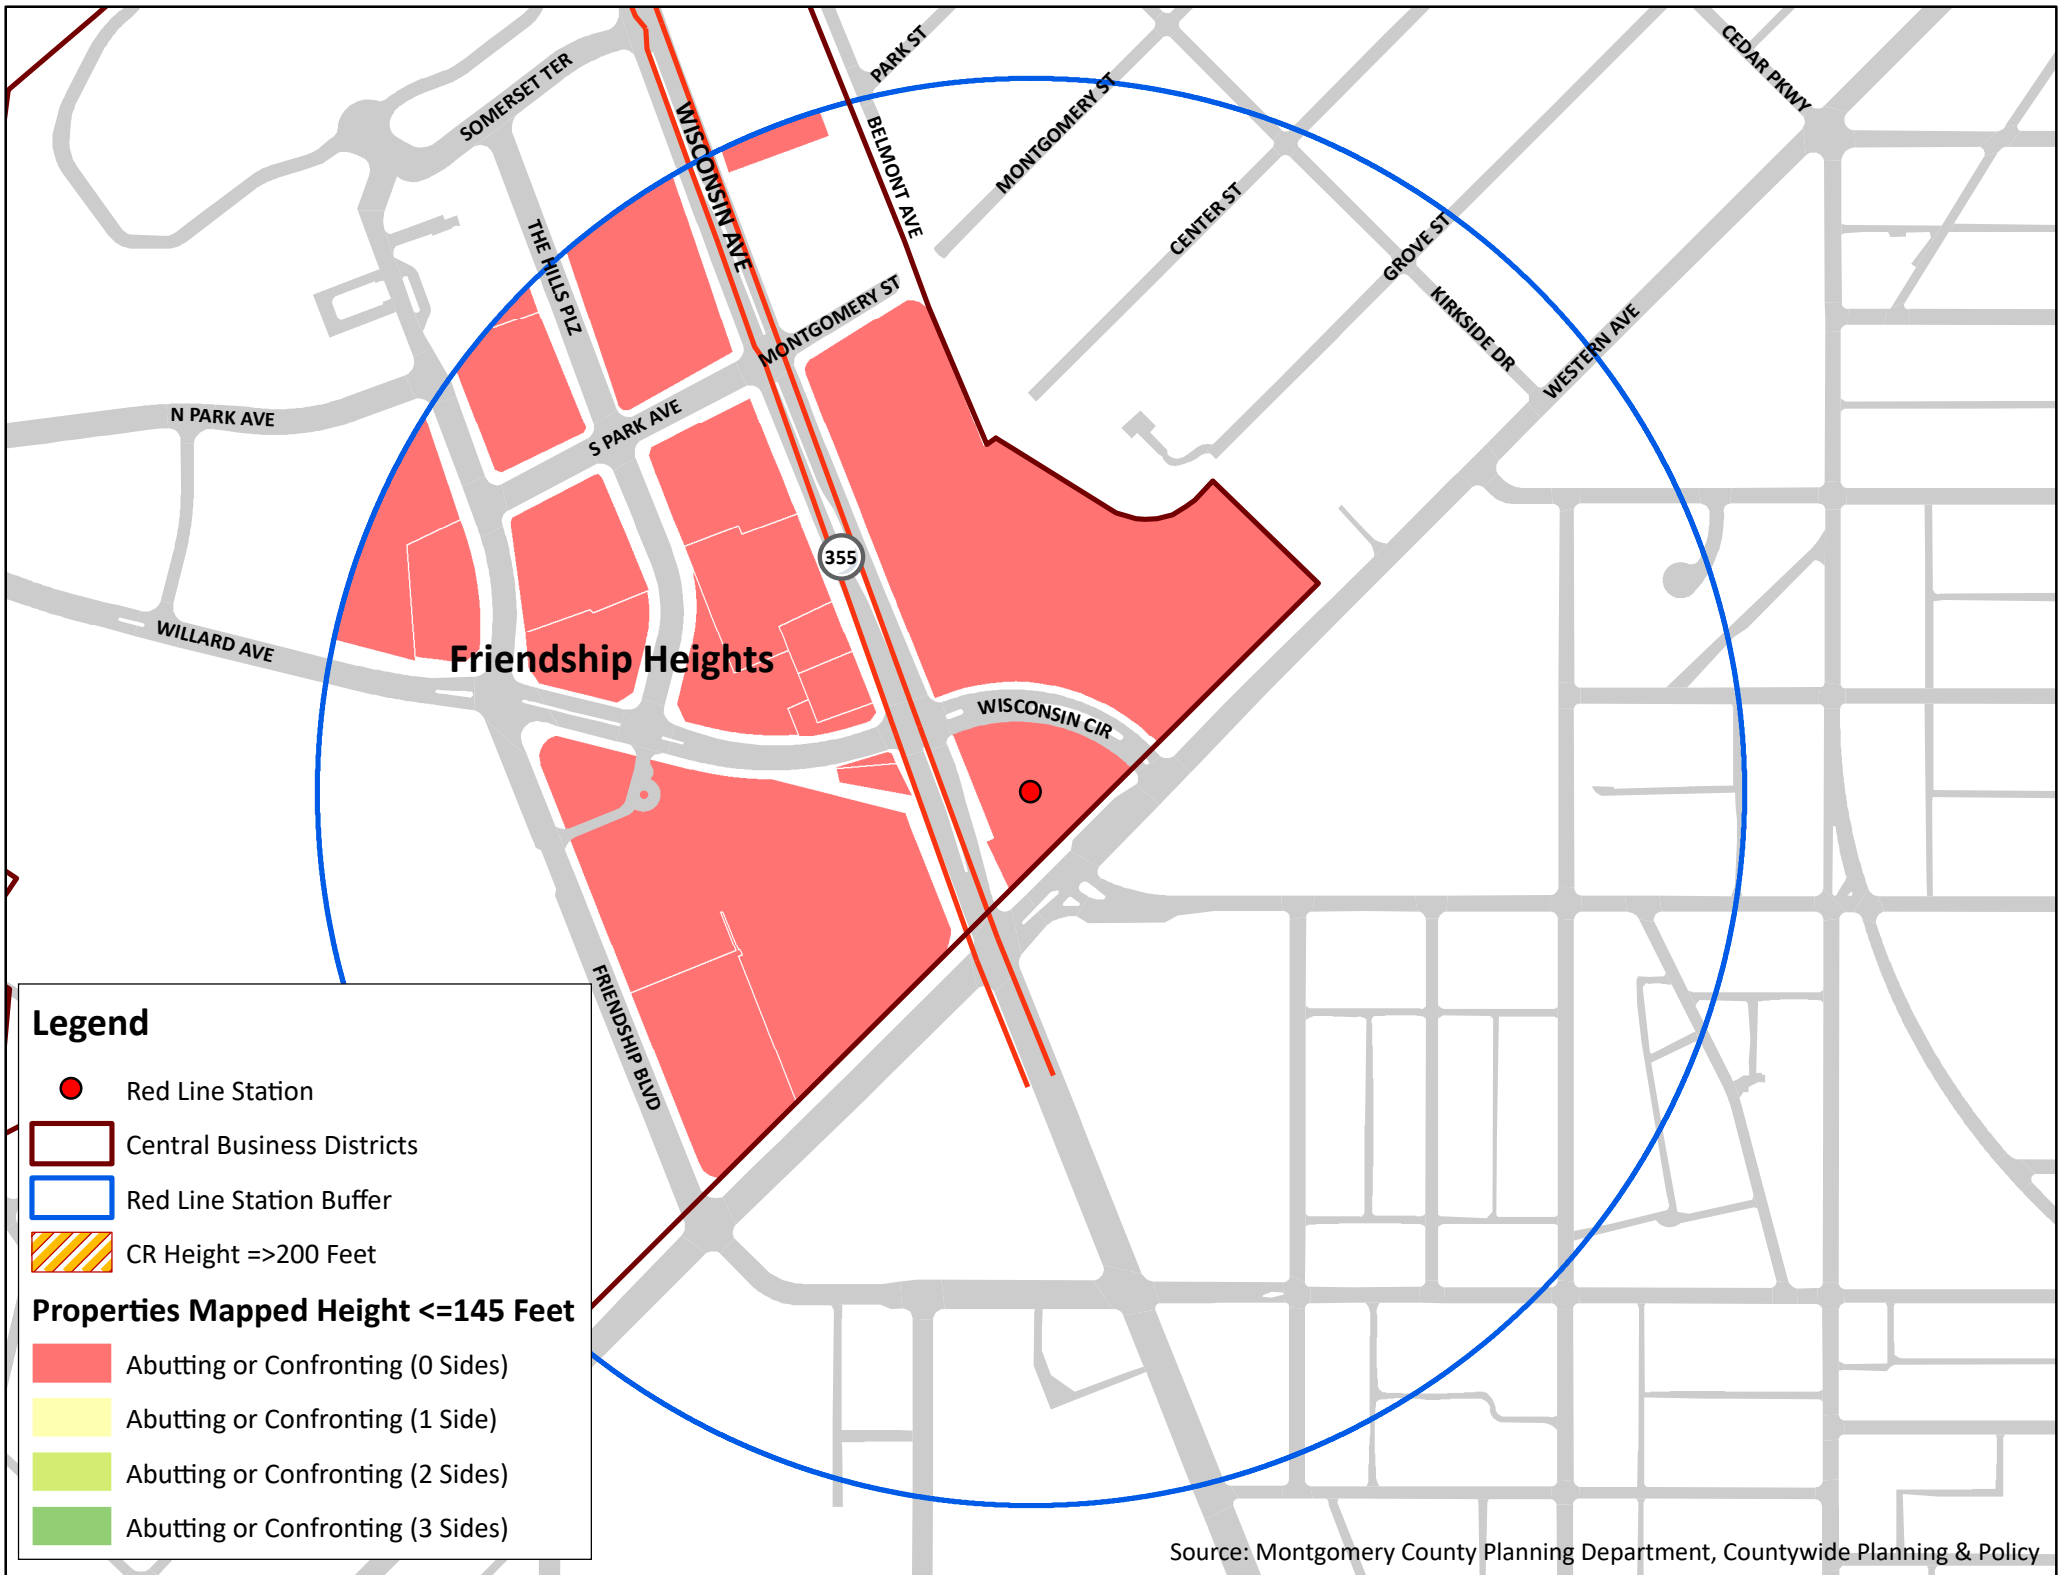 PARK ST
CEDAR PKWY
SOMERSET TER
WISCONSIN AVE
MONTGOMERY ST
BELMONT AVE
CENTER ST
THE HILLS PLZ
GROVE ST
KIRKSIDE DR
MONTGOMERY ST
WESTERN AVE
N PARK AVE
S PARK AVE
355
WILLARD AVE
Friendship Heights
WISCONSIN CIR
FRIENDSHIP BLVD
Legend
Red Line Station
Central Business Districts
Red Line Station Buffer
CR Height =>200 Feet
Properties Mapped Height <=145 Feet
Abutting or Confronting (0 Sides)
Abutting or Confronting (1 Side)
Abutting or Confronting (2 Sides)
Abutting or Confronting (3 Sides)
Source: Montgomery County Planning Department, Countywide Planning & Policy